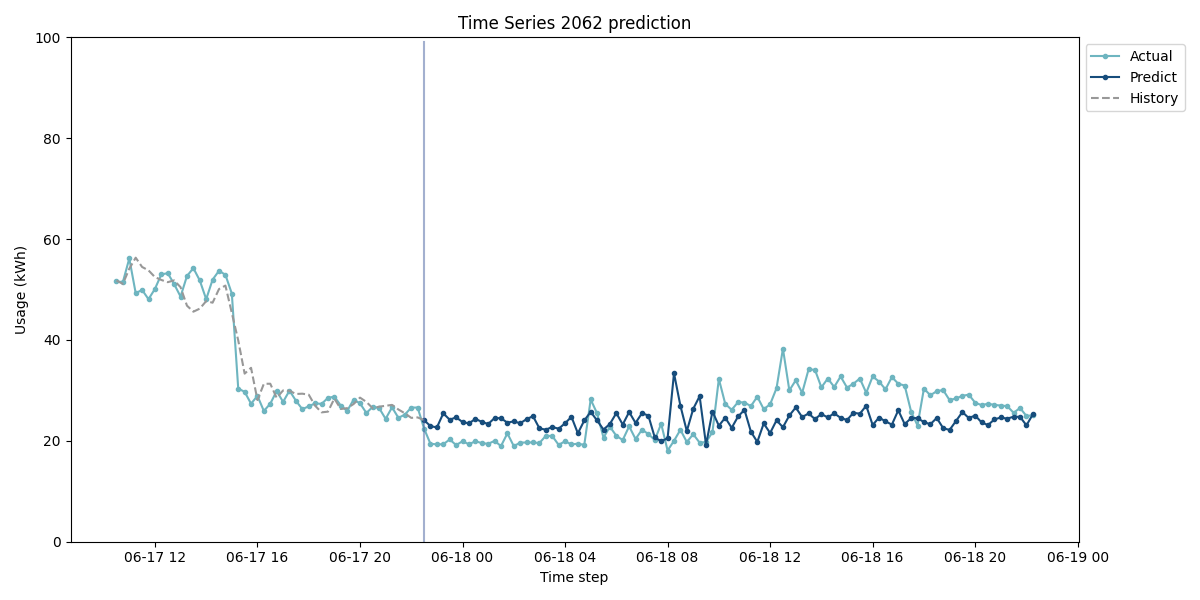 Time Series 2062 prediction
100
80
60
40
20
0
Usage (kWh)
06-17 12
06-17 16
06-17 20
06-18 00
06-18 04
06-18 08
06-18 12
06-18 16
06-18 20
06-19 00
Time step
Actual
Predict
History